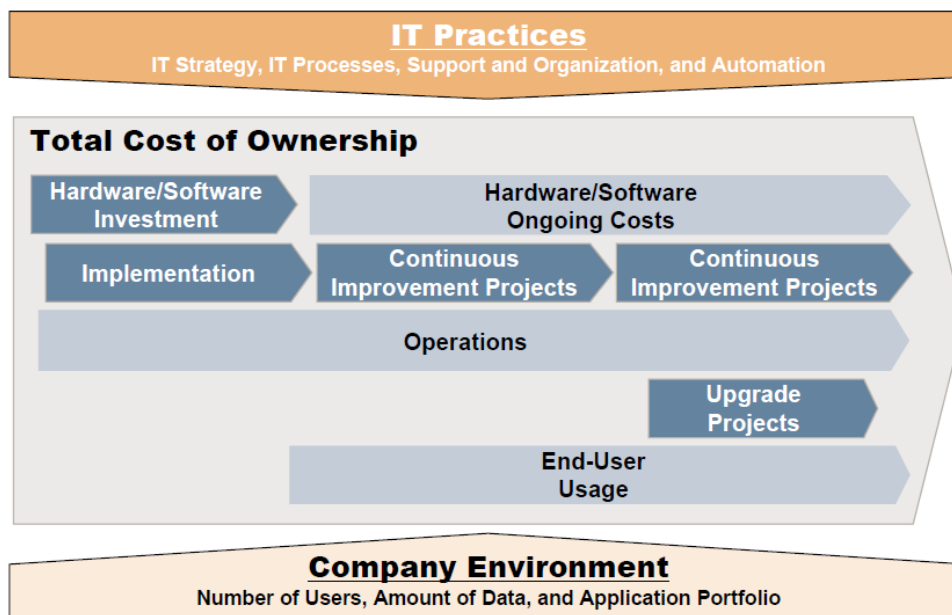 IT Practices
IT Strategy, IT Processes, Support and Organization, and Automation
Total Cost of Ownership
Hardware/Software
Investment
Hardware/Software
Ongoing Costs
Implementation
Continuous
Improvement Projects
Continuous
Improvement Projects
Operations
Upgrade
Projects
End-User
Usage
Company Environment
Number of Users, Amount of Data, and Application Portfolio